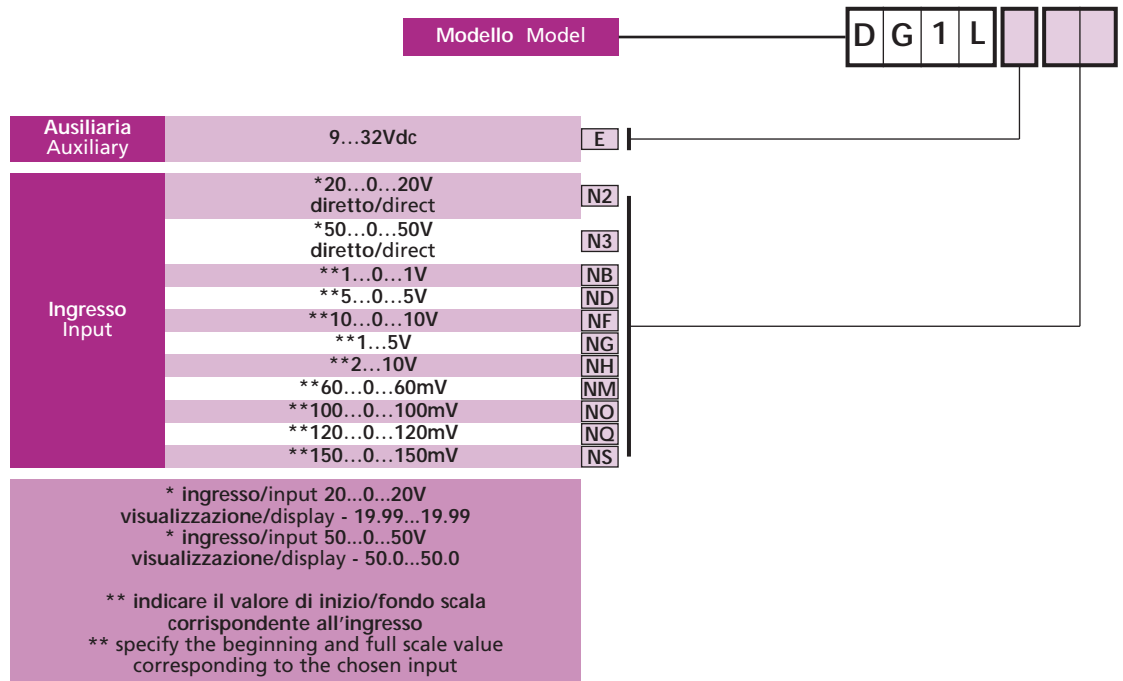 Modello Model
D G 1 L
Ausiliaria
Auxiliary
9...32Vdc
E
Ingresso
Input
*20...0...20V
diretto/direct
N2
*50...0...50V
diretto/direct
N3
**1...0...1V
NB
**5...0...5V
ND
**10...0...10V
NF
**1...5V
NG
**2...10V
NH
**60...0...60mV
NM
**100...0...100mV
NO
**120...0...120mV
NQ
**150...0...150mV
NS
* ingresso/input 20...0...20V
visualizzazione/display - 19.99...19.99
* ingresso/input 50...0...50V
visualizzazione/display - 50.0...50.0
** indicare il valore di inizio/fondo scala
corrispondente all'ingresso
** specify the beginning and full scale value
corresponding to the chosen input